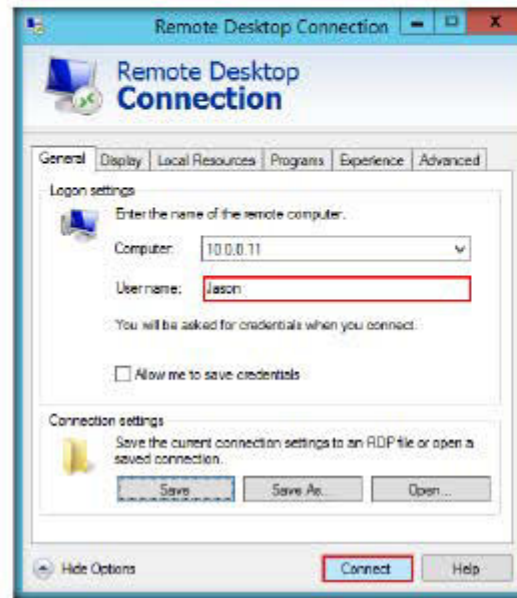 Remote Desktop Connection
Remote Desktop
Connection
General Display Local Resources Programs Experience Advanced
Logon settings
Enter the name of the remote computer.
Computer: 10.0.0.11
User name: Jason
You will be asked for credentials when you connect.
Allow me to save credentials
Connection settings
Save the current connection settings to an RDP file or open a
saved connection.
Save Save As... Open...
Hide Options Connect Help